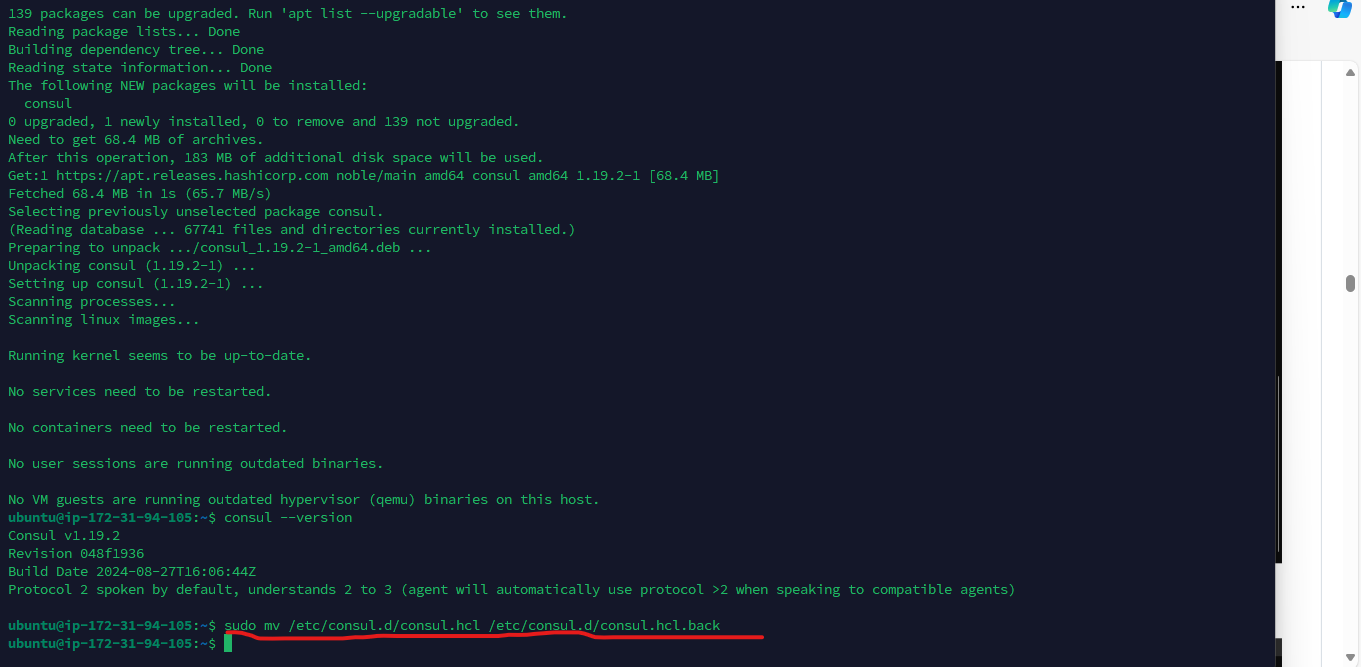 139 packages can be upgraded. Run 'apt list --upgradable' to see them.
Reading package lists... Done
Building dependency tree... Done
Reading state information... Done
The following NEW packages will be installed:
  consul
0 upgraded, 1 newly installed, 0 to remove and 139 not upgraded.
Need to get 68.4 MB of archives.
After this operation, 183 MB of additional disk space will be used.
Get:1 https://apt.releases.hashicorp.com noble/main amd64 consul amd64 1.19.2-1 [68.4 MB]
Fetched 68.4 MB in 1s (65.7 MB/s)
Selecting previously unselected package consul.
(Reading database ... 67741 files and directories currently installed.)
Preparing to unpack .../consul_1.19.2-1_amd64.deb ...
Unpacking consul (1.19.2-1) ...
Setting up consul (1.19.2-1) ...
Scanning processes...
Scanning linux images...
Running kernel seems to be up-to-date.
No services need to be restarted.
No containers need to be restarted.
No user sessions are running outdated binaries.
No VM guests are running outdated hypervisor (qemu) binaries on this host.
ubuntu@ip-172-31-94-105:~$ consul --version
Consul v1.19.2
Revision 048f1936
Build Date 2024-08-27T16:06:44Z
Protocol 2 spoken by default, understands 2 to 3 (agent will automatically use protocol >2 when speaking to compatible agents)
ubuntu@ip-172-31-94-105:~$ sudo mv /etc/consul.d/consul.hcl /etc/consul.d/consul.hcl.back
ubuntu@ip-172-31-94-105:~$